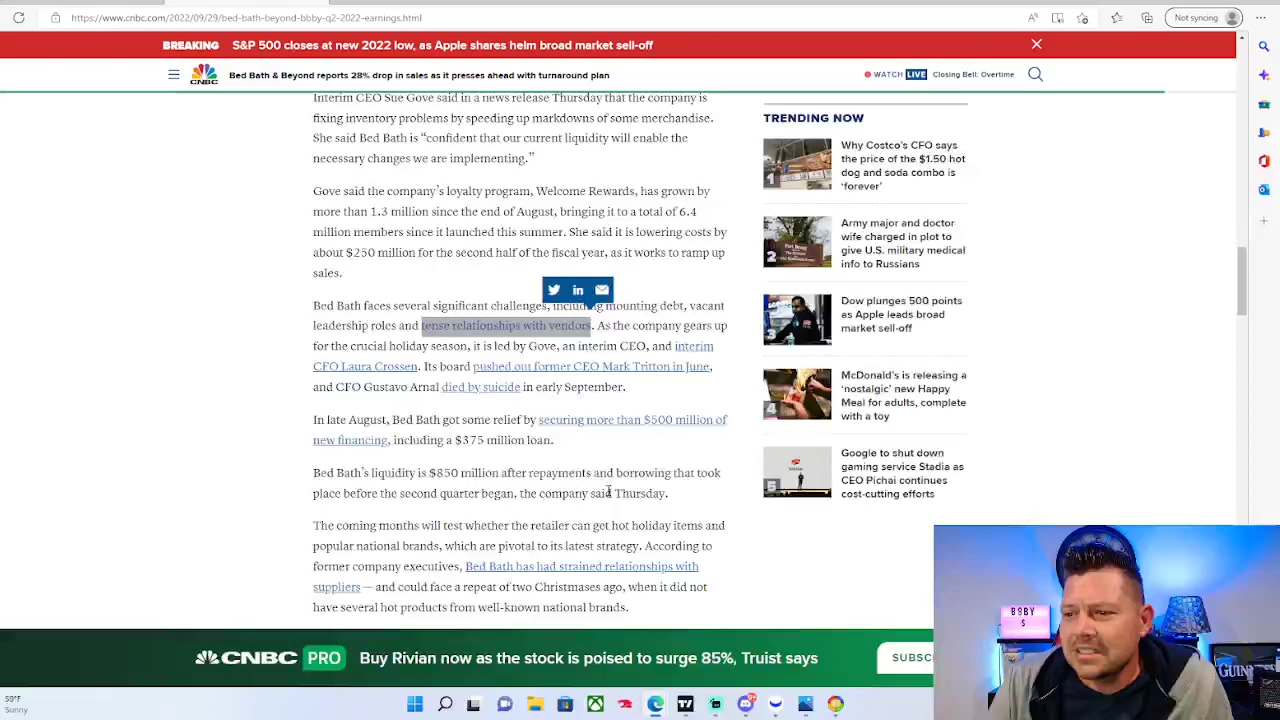 https://www.cnbc.com/2022/09/29/bed-bath-beyond-bbby-q2-2022-earnings.html
Not syncing
BREAKING S&P 500 closes at new 2022 low, as Apple shares helm broad market sell-off
CNBC
Bed Bath & Beyond reports 28% drop in sales as it presses ahead with turnaround plan
WATCH LIVE Closing Bell: Overtime
Interim CEO Sue Gove said in a news release Thursday that the company is
fixing inventory problems by speeding up markdowns of some merchandise.
She said Bed Bath is “confident that our current liquidity will enable the
necessary changes we are implementing.”
Gove said the company’s loyalty program, Welcome Rewards, has grown by
more than 1.3 million since the end of August, bringing it to a total of 6.4
million members since it launched this summer. She said it is lowering costs by
about $250 million for the second half of the fiscal year, as it works to ramp up
sales.
Bed Bath faces several significant challenges, including mounting debt, vacant
leadership roles and tense relationships with vendors. As the company gears up
for the crucial holiday season, it is led by Gove, an interim CEO, and interim
CFO Laura Crossen. Its board pushed out former CEO Mark Tritton in June,
and CFO Gustavo Arnal died by suicide in early September.
In late August, Bed Bath got some relief by securing more than $500 million of
new financing, including a $375 million loan.
Bed Bath’s liquidity is $850 million after repayments and borrowing that took
place before the second quarter began, the company said Thursday.
The coming months will test whether the retailer can get hot holiday items and
popular national brands, which are pivotal to its latest strategy. According to
former company executives, Bed Bath has had strained relationships with
suppliers — and could face a repeat of two Christmases ago, when it did not
have several hot products from well-known national brands.
TRENDING NOW
1
Why Costco’s CFO says
the price of the $1.50 hot
dog and soda combo is
‘forever’
2
Army major and doctor
wife charged in plot to
give U.S. military medical
info to Russians
3
Dow plunges 500 points
as Apple leads broad
market sell-off
4
McDonald’s is releasing a
‘nostalgic’ new Happy
Meal for adults, complete
with a toy
5
Google to shut down
gaming service Stadia as
CEO Pichai continues
cost-cutting efforts
CNBC PRO Buy Rivian now as the stock is poised to surge 85%, Truist says
SUBSC
BBBY
$
GUINN
59°F
Sunny